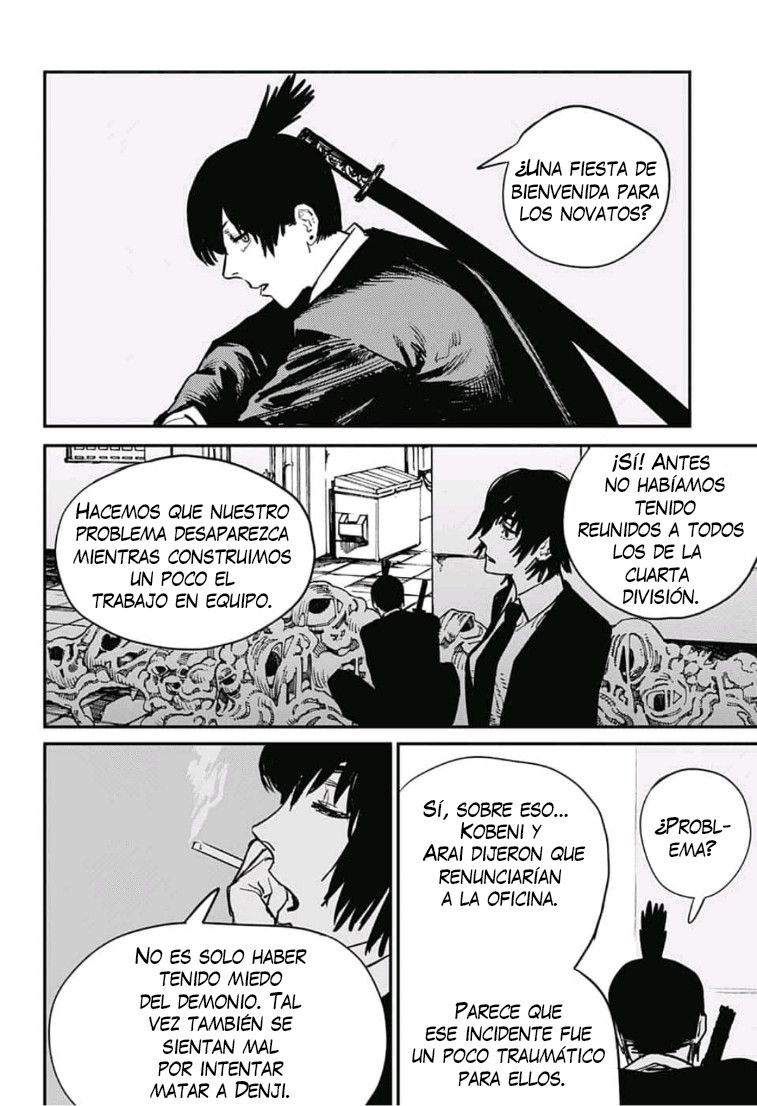 ¿UNA FIESTA DE
BIENVENIDA PARA
LOS NOVATOS?
¡SÍ! ANTES
NO HABÍAMOS
TENIDO
REUNIDOS A TODOS
LOS DE LA
CUARTA
DIVISIÓN.
HACEMOS QUE NUESTRO
PROBLEMA DESAPAREZCA
MIENTRAS CONSTRUIMOS
UN POCO EL
TRABAJO EN EQUIPO.
¿PROBL-
EMA?
SÍ, SOBRE ESO...
KOBENI Y
ARAI DIJERON QUE
RENUNCIARÍAN
A LA OFICINA.
PARECE QUE
ESE INCIDENTE FUE
UN POCO TRAUMÁTICO
PARA ELLOS.
NO ES SOLO HABER
TENIDO MIEDO
DEL DEMONIO. TAL
VEZ TAMBIÉN SE
SIENTAN MAL
POR INTENTAR
MATAR A DENJI.